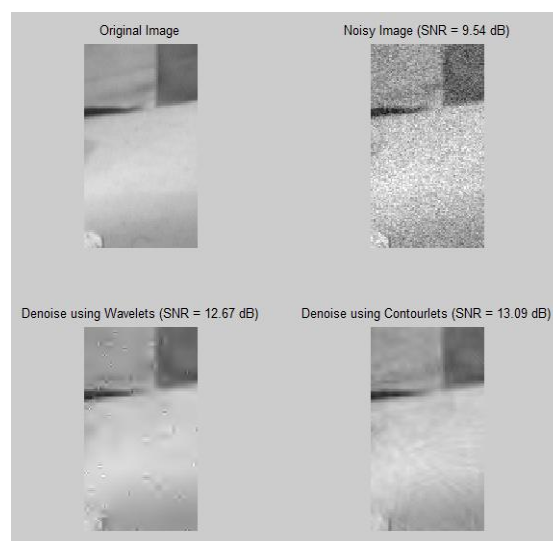 Original Image
Noisy Image (SNR = 9.54 dB)
Denoise using Wavelets (SNR = 12.67 dB)
Denoise using Contourlets (SNR = 13.09 dB)